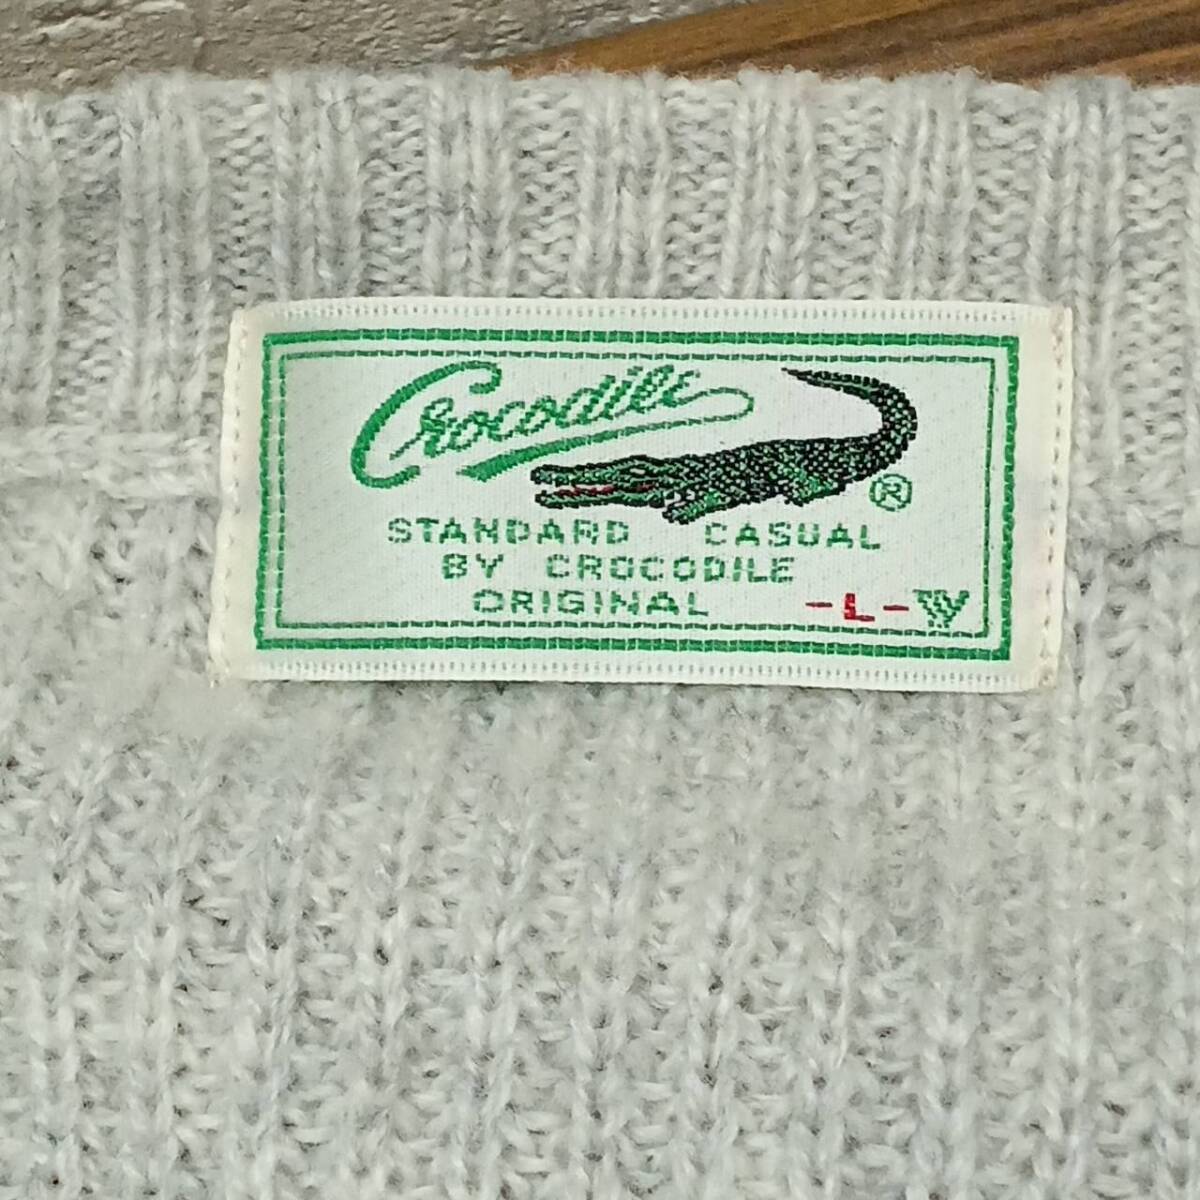 Crocodile
®
STANDARD CASUAL
BY CROCODILE
ORIGINAL
-L-